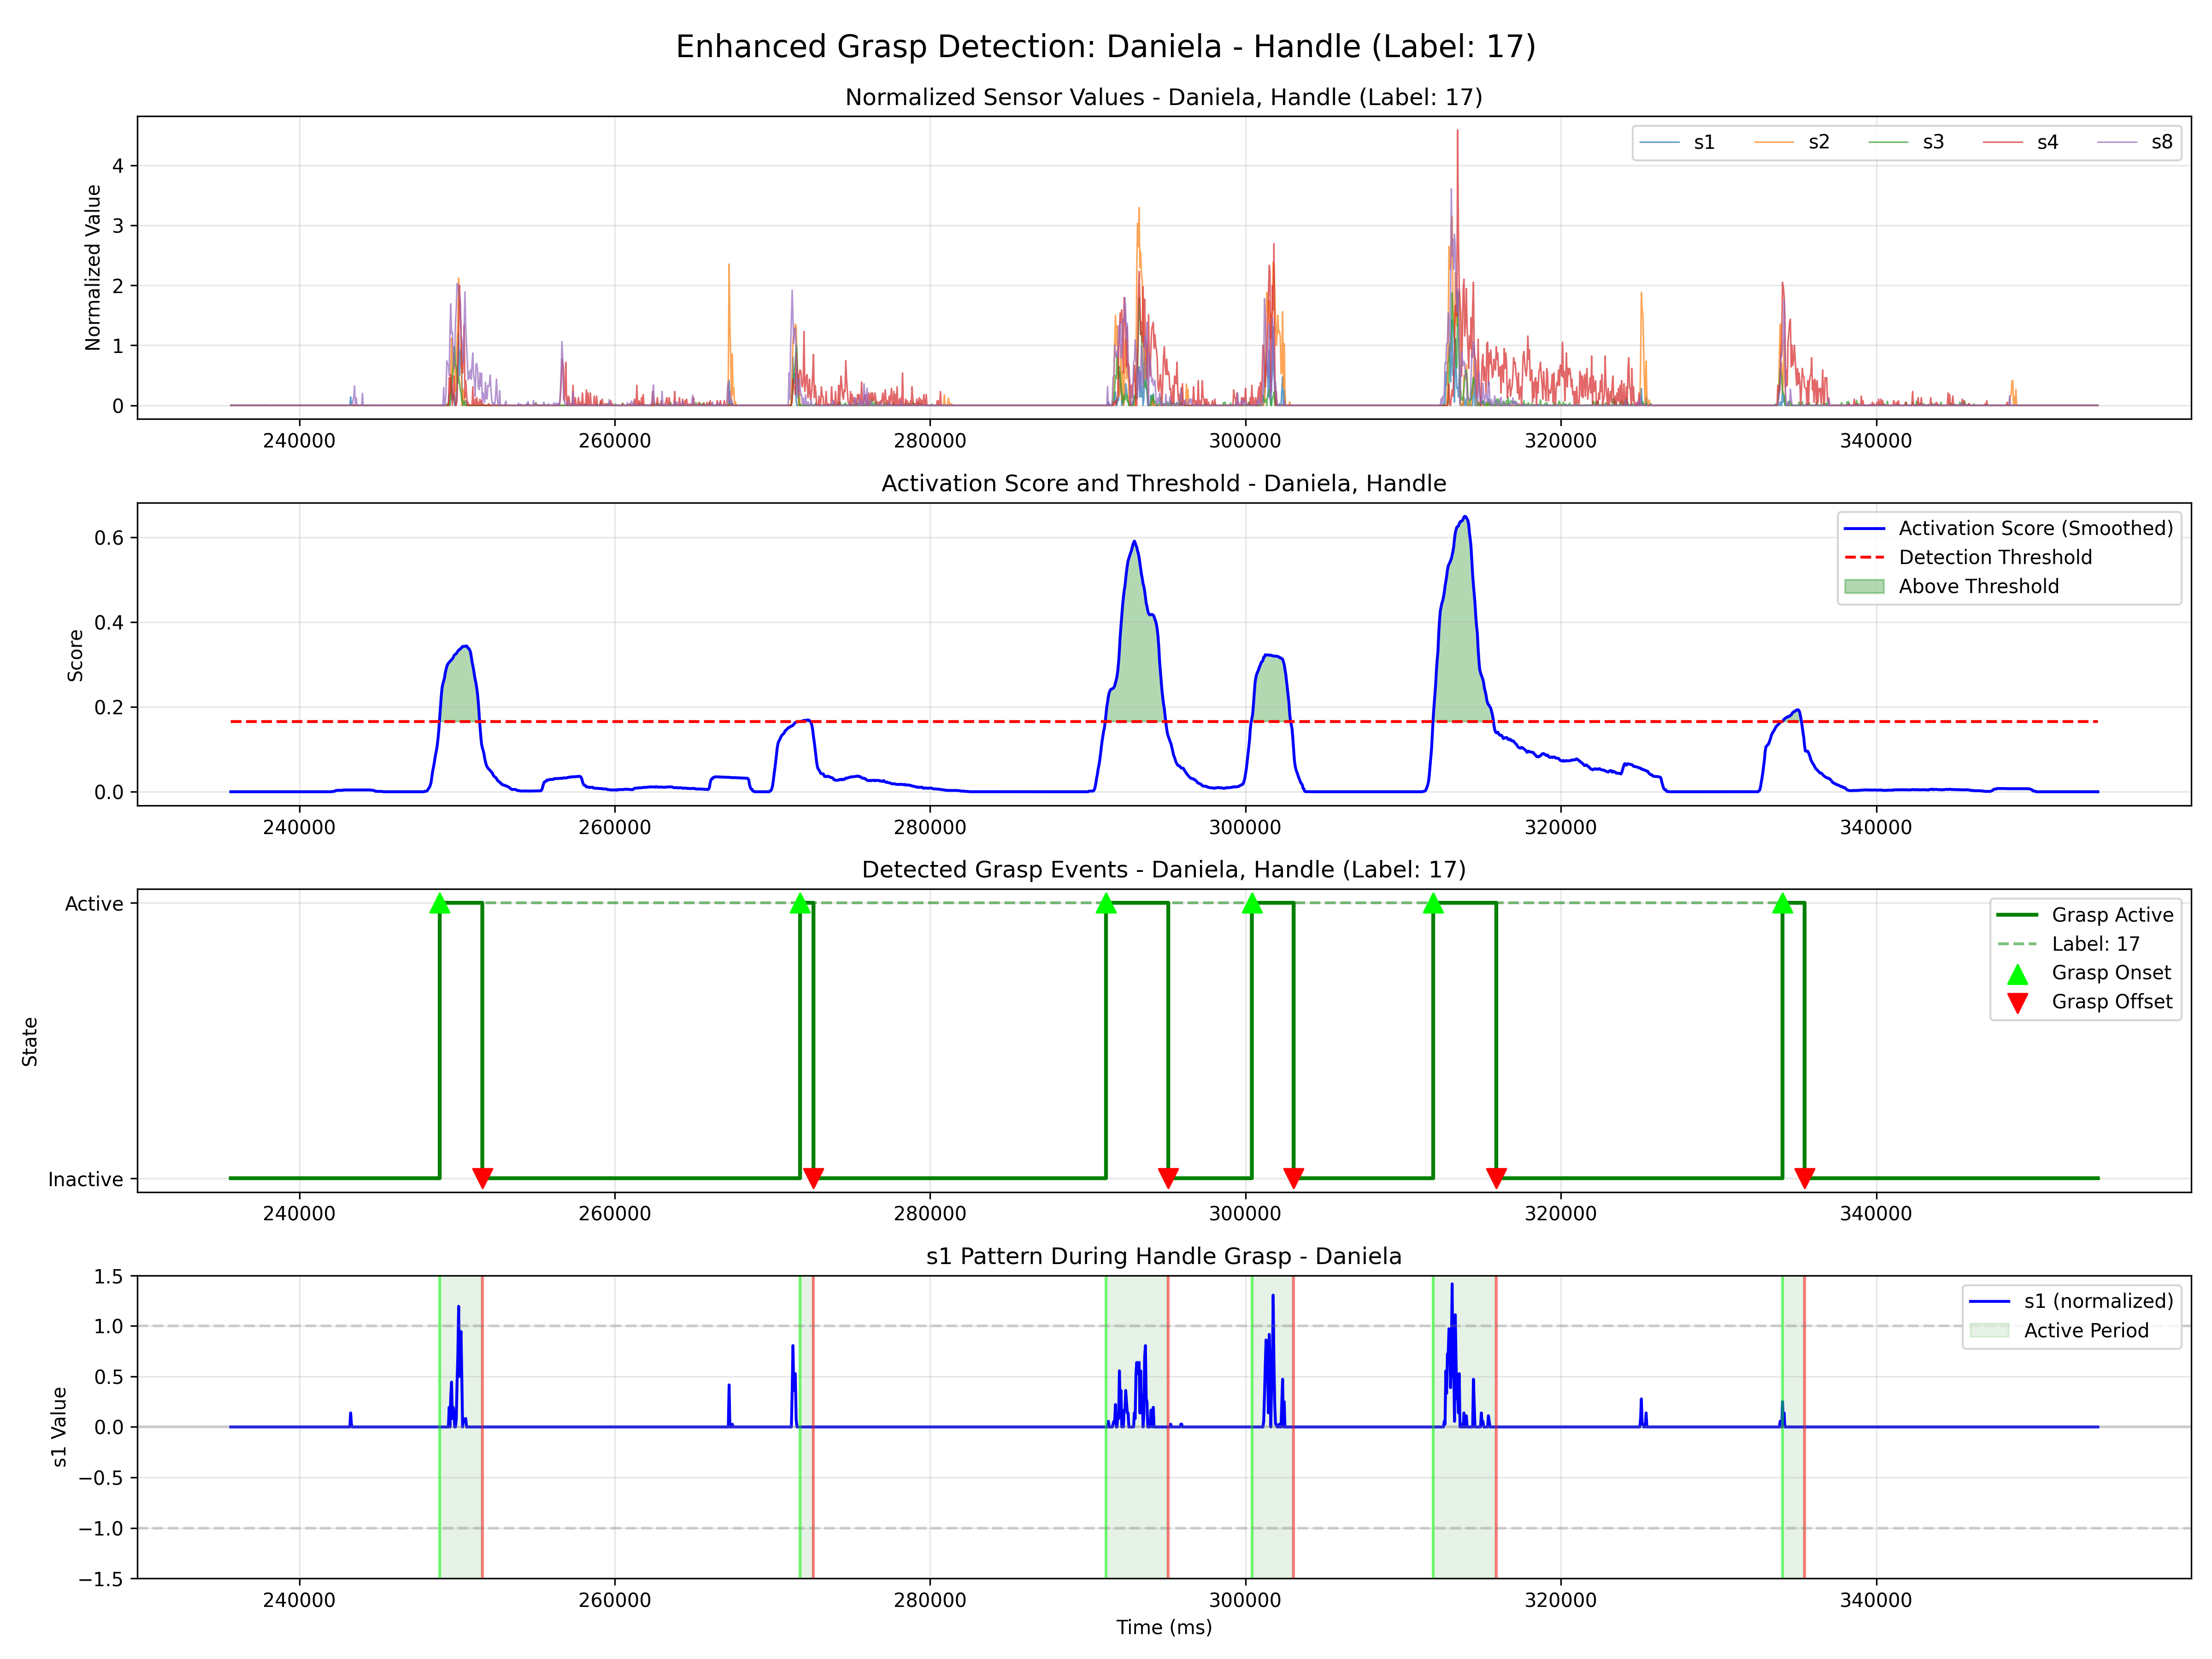 Enhanced Grasp Detection: Daniela - Handle (Label: 17)
Normalized Sensor Values - Daniela, Handle (Label: 17)
Normalized Value
4
3
2
1
0
s1 s2 s3 s4 s8
240000 260000 280000 300000 320000 340000
Activation Score and Threshold - Daniela, Handle
Score
0.6
0.4
0.2
0.0
Activation Score (Smoothed)
Detection Threshold
Above Threshold
240000 260000 280000 300000 320000 340000
Detected Grasp Events - Daniela, Handle (Label: 17)
State
Active
Inactive
Grasp Active
Label: 17
Grasp Onset
Grasp Offset
240000 260000 280000 300000 320000 340000
s1 Pattern During Handle Grasp - Daniela
s1 Value
1.5
1.0
0.5
0.0
−0.5
−1.0
−1.5
s1 (normalized)
Active Period
240000 260000 280000 300000 320000 340000
Time (ms)